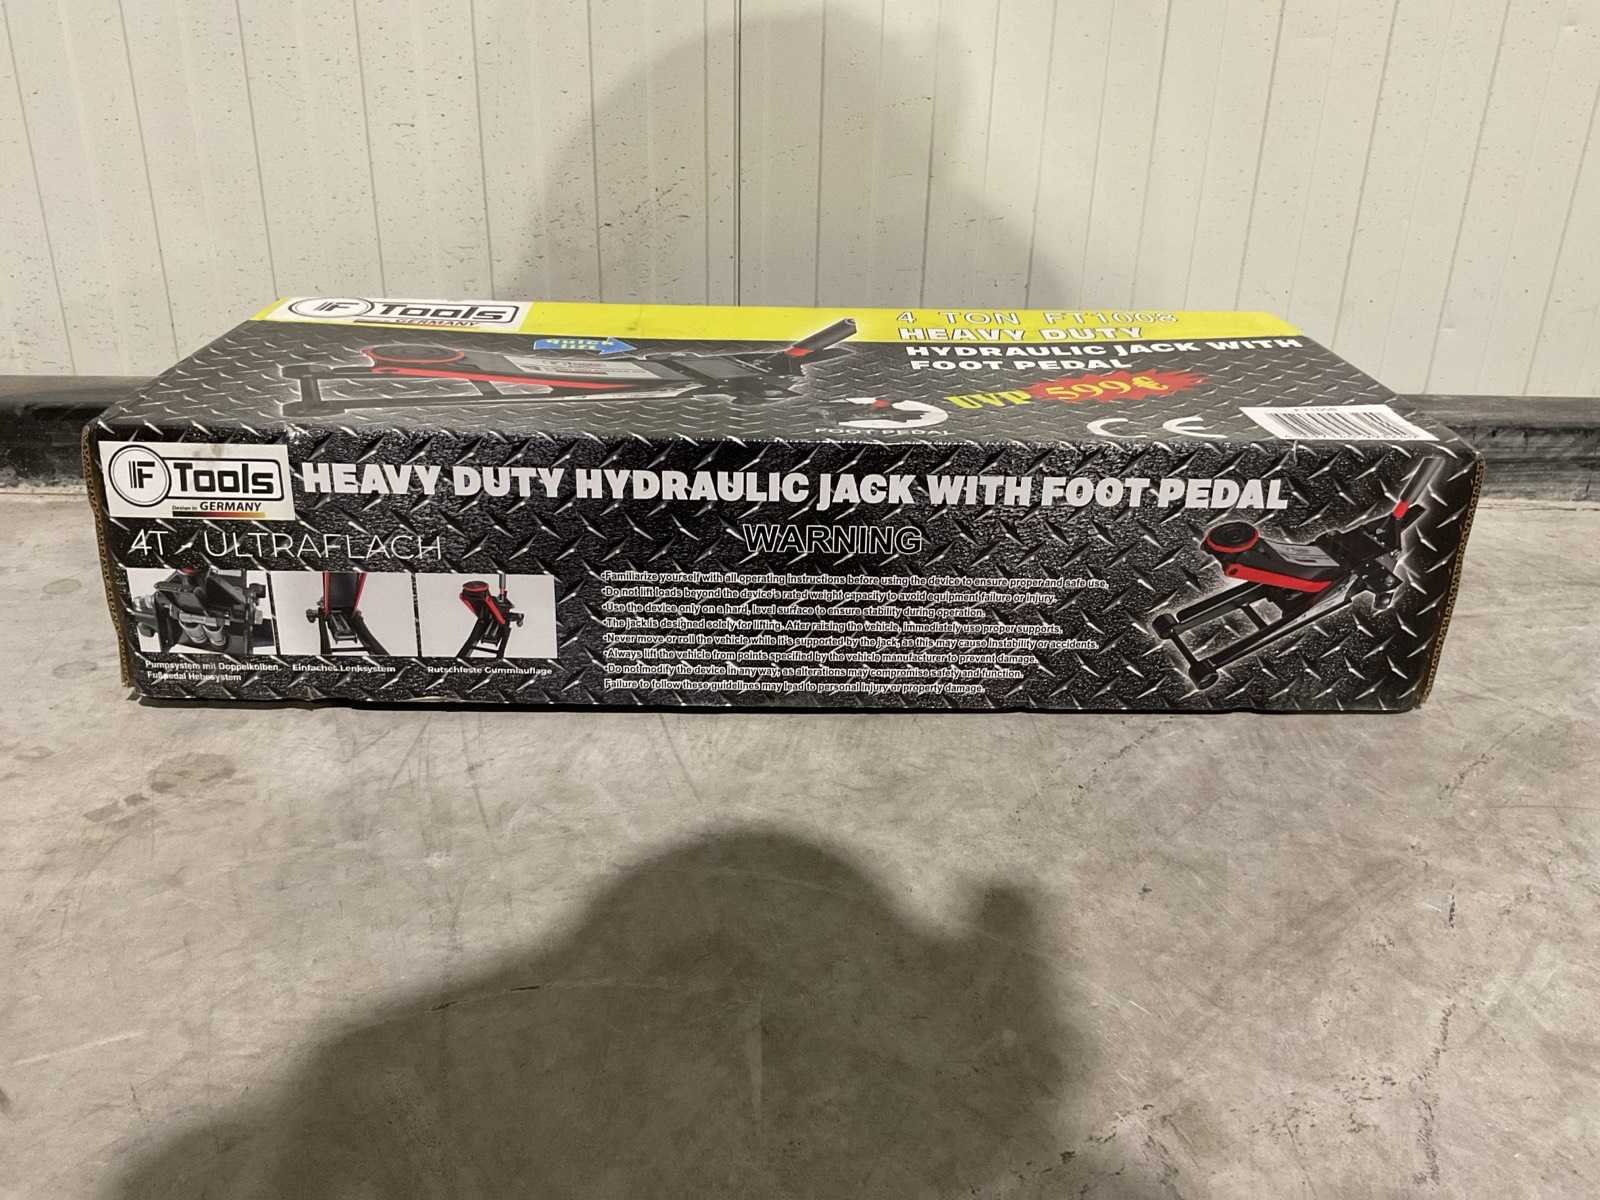 F Tools
GERMANY
4 TON FT1008
HEAVY DUTY
HYDRAULIC JACK WITH
FOOT PEDAL
UVP 599€
CE
F Tools
Design in GERMANY
HEAVY DUTY HYDRAULIC JACK WITH FOOT PEDAL
4T - ULTRAFLACH
WARNING
•Familiarize yourself with all operating instructions before using the device to ensure proper and safe use.
•Do not lift loads beyond the device's rated weight capacity to avoid equipment failure or injury.
•Use the device only on a hard, level surface to ensure stability during operation.
•The jack is designed solely for lifting. After raising the vehicle, immediately use proper supports.
•Never move or roll the vehicle while it's supported by the jack, as this may cause instability or accidents.
•Always lift the vehicle from points specified by the vehicle manufacturer to prevent damage.
•Do not modify the device in any way, as alterations may compromise safety and function.
Failure to follow these guidelines may lead to personal injury or property damage.
Pumpsystem mit Doppelkolben.
Fußpedal Hebesystem
Einfaches Lenksystem
Rutschfeste Gummiauflage